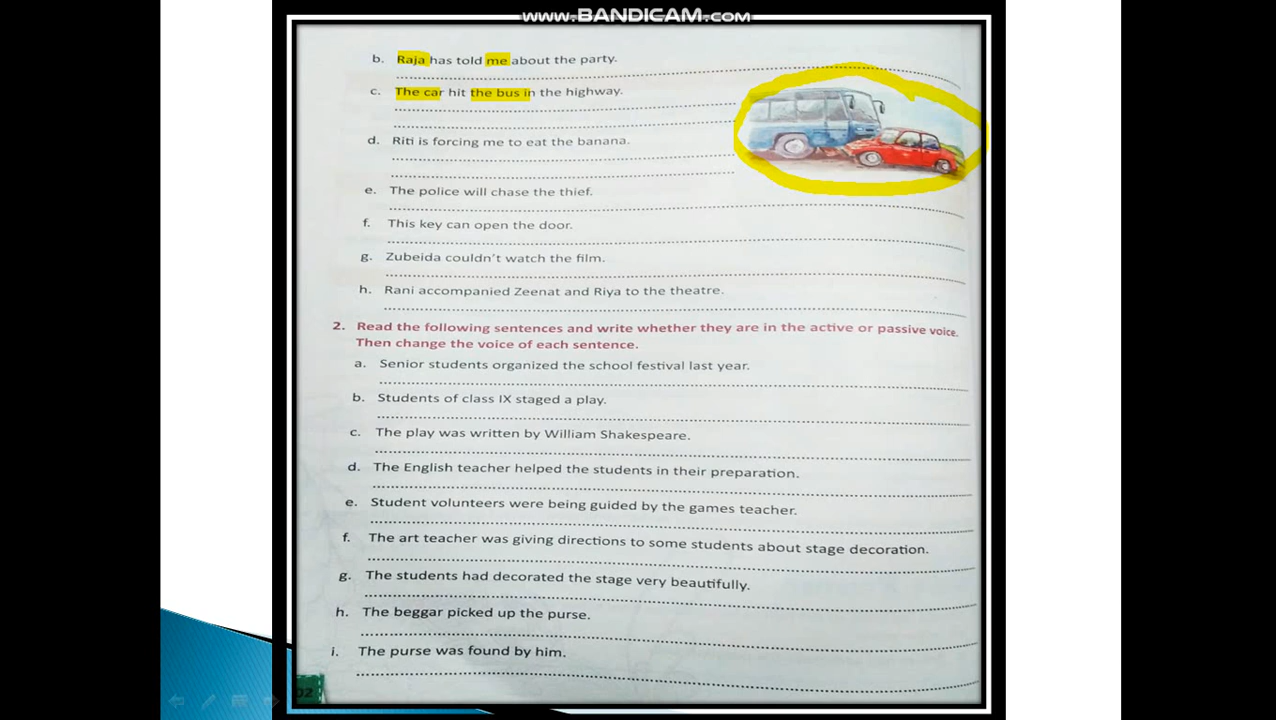 www.BANDICAM.com
b. Raja has told me about the party.
c. The car hit the bus in the highway.
d. Riti is forcing me to eat the banana.
e. The police will chase the thief.
f. This key can open the door.
g. Zubeida couldn't watch the film.
h. Rani accompanied Zeenat and Riya to the theatre.
2. Read the following sentences and write whether they are in the active or passive voice.
Then change the voice of each sentence.
a. Senior students organized the school festival last year.
b. Students of class IX staged a play.
c. The play was written by William Shakespeare.
d. The English teacher helped the students in their preparation.
e. Student volunteers were being guided by the games teacher.
f. The art teacher was giving directions to some students about stage decoration.
g. The students had decorated the stage very beautifully.
h. The beggar picked up the purse.
i. The purse was found by him.